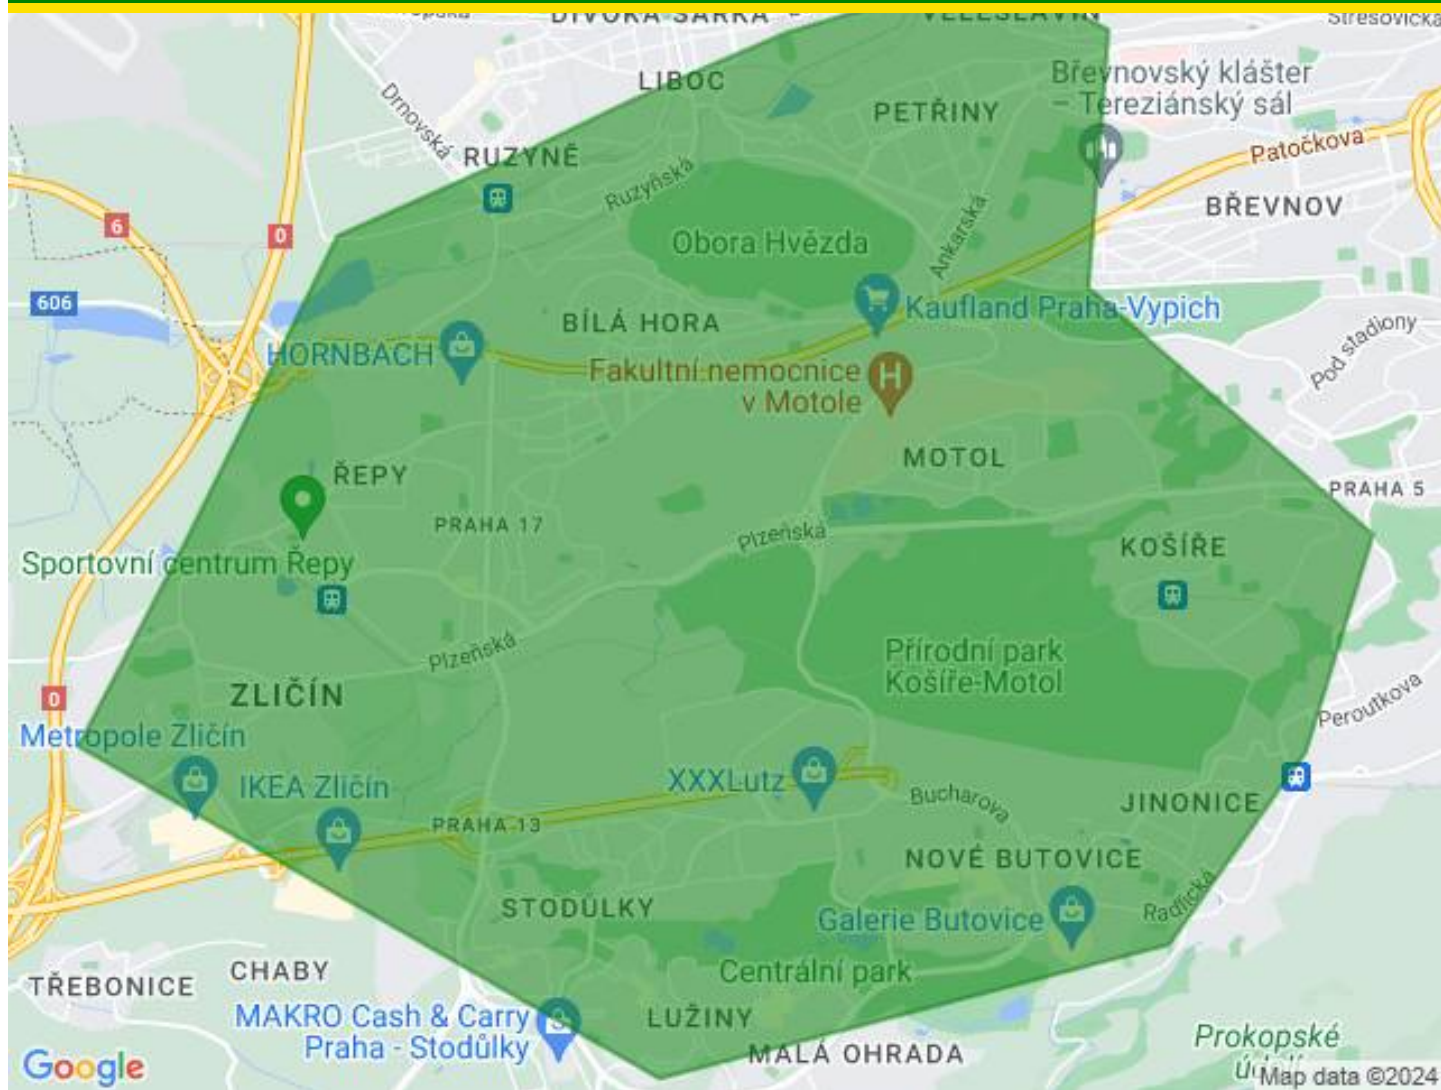 DIVOKÁ ŠÁRKA
VELESLAVÍN
Střešovická
LIBOC
Břevnovský klášter
– Tereziánský sál
PETŘINY
Drnovská
RUZYNĚ
Patočkova
Ruzyňská
BŘEVNOV
6
0
Obora Hvězda
Ankarská
606
Kaufland Praha-Vypich
BÍLÁ HORA
HORNBACH
Pod stadiony
Fakultní nemocnice
v Motole
MOTOL
ŘEPY
PRAHA 5
PRAHA 17
Plzeňská
KOŠÍŘE
Sportovní centrum Řepy
Plzeňská
Přírodní park
Košíře-Motol
ZLIČÍN
0
Peroutkova
Metropole Zličín
IKEA Zličín
XXXLutz
Bucharova
JINONICE
PRAHA 13
NOVÉ BUTOVICE
STODŮLKY
Radlická
Galerie Butovice
CHABY
Centrální park
TŘEBONICE
MAKRO Cash & Carry
Praha - Stodůlky
LUŽINY
MALÁ OHRADA
Prokopské
Google
Map data ©2024